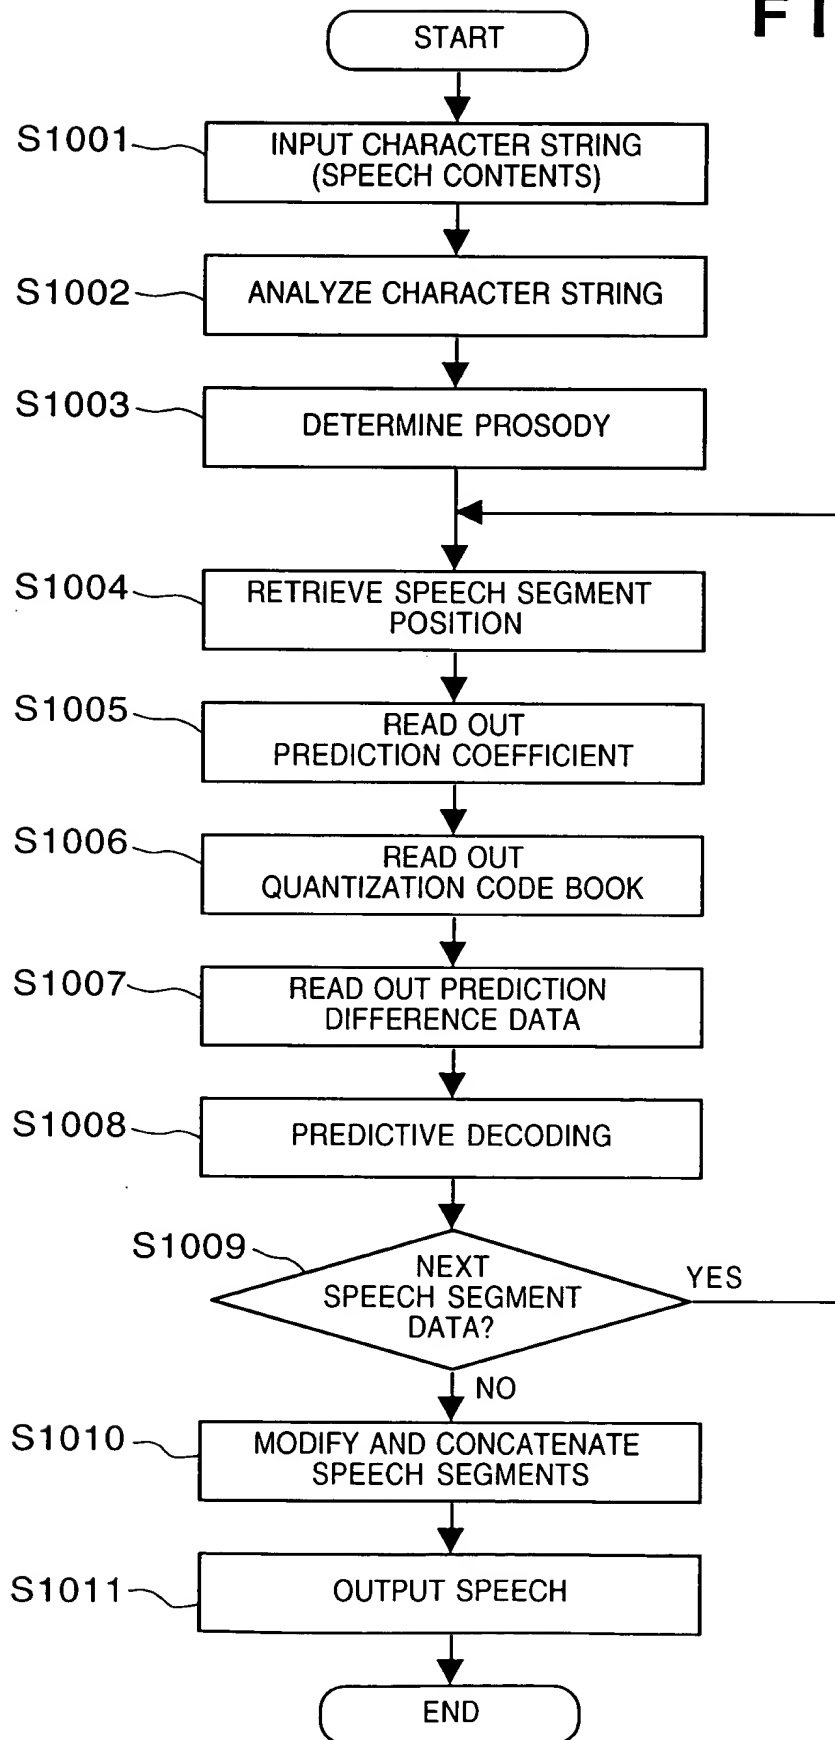 FI
START
S1001
INPUT CHARACTER STRING
(SPEECH CONTENTS)
S1002
ANALYZE CHARACTER STRING
S1003
DETERMINE PROSODY
S1004
RETRIEVE SPEECH SEGMENT
POSITION
S1005
READ OUT
PREDICTION COEFFICIENT
S1006
READ OUT
QUANTIZATION CODE BOOK
S1007
READ OUT PREDICTION
DIFFERENCE DATA
S1008
PREDICTIVE DECODING
S1009
NEXT
SPEECH SEGMENT
DATA?
YES
NO
S1010
MODIFY AND CONCATENATE
SPEECH SEGMENTS
S1011
OUTPUT SPEECH
END